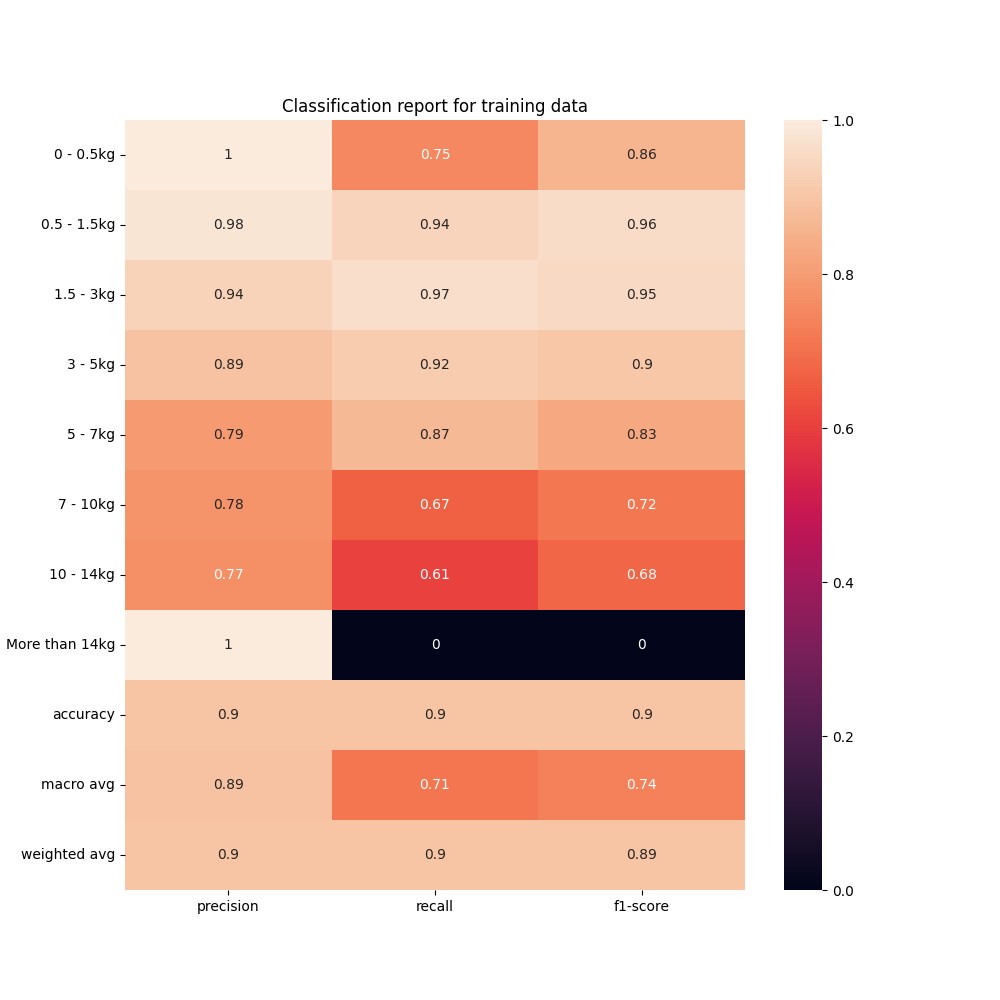 Classification report for training data
0 - 0.5kg 1 0.75 0.86
0.5 - 1.5kg 0.98 0.94 0.96
1.5 - 3kg 0.94 0.97 0.95
3 - 5kg 0.89 0.92 0.9
5 - 7kg 0.79 0.87 0.83
7 - 10kg 0.78 0.67 0.72
10 - 14kg 0.77 0.61 0.68
More than 14kg 1 0 0
accuracy 0.9 0.9 0.9
macro avg 0.89 0.71 0.74
weighted avg 0.9 0.9 0.89
precision recall f1-score
1.0
0.8
0.6
0.4
0.2
0.0